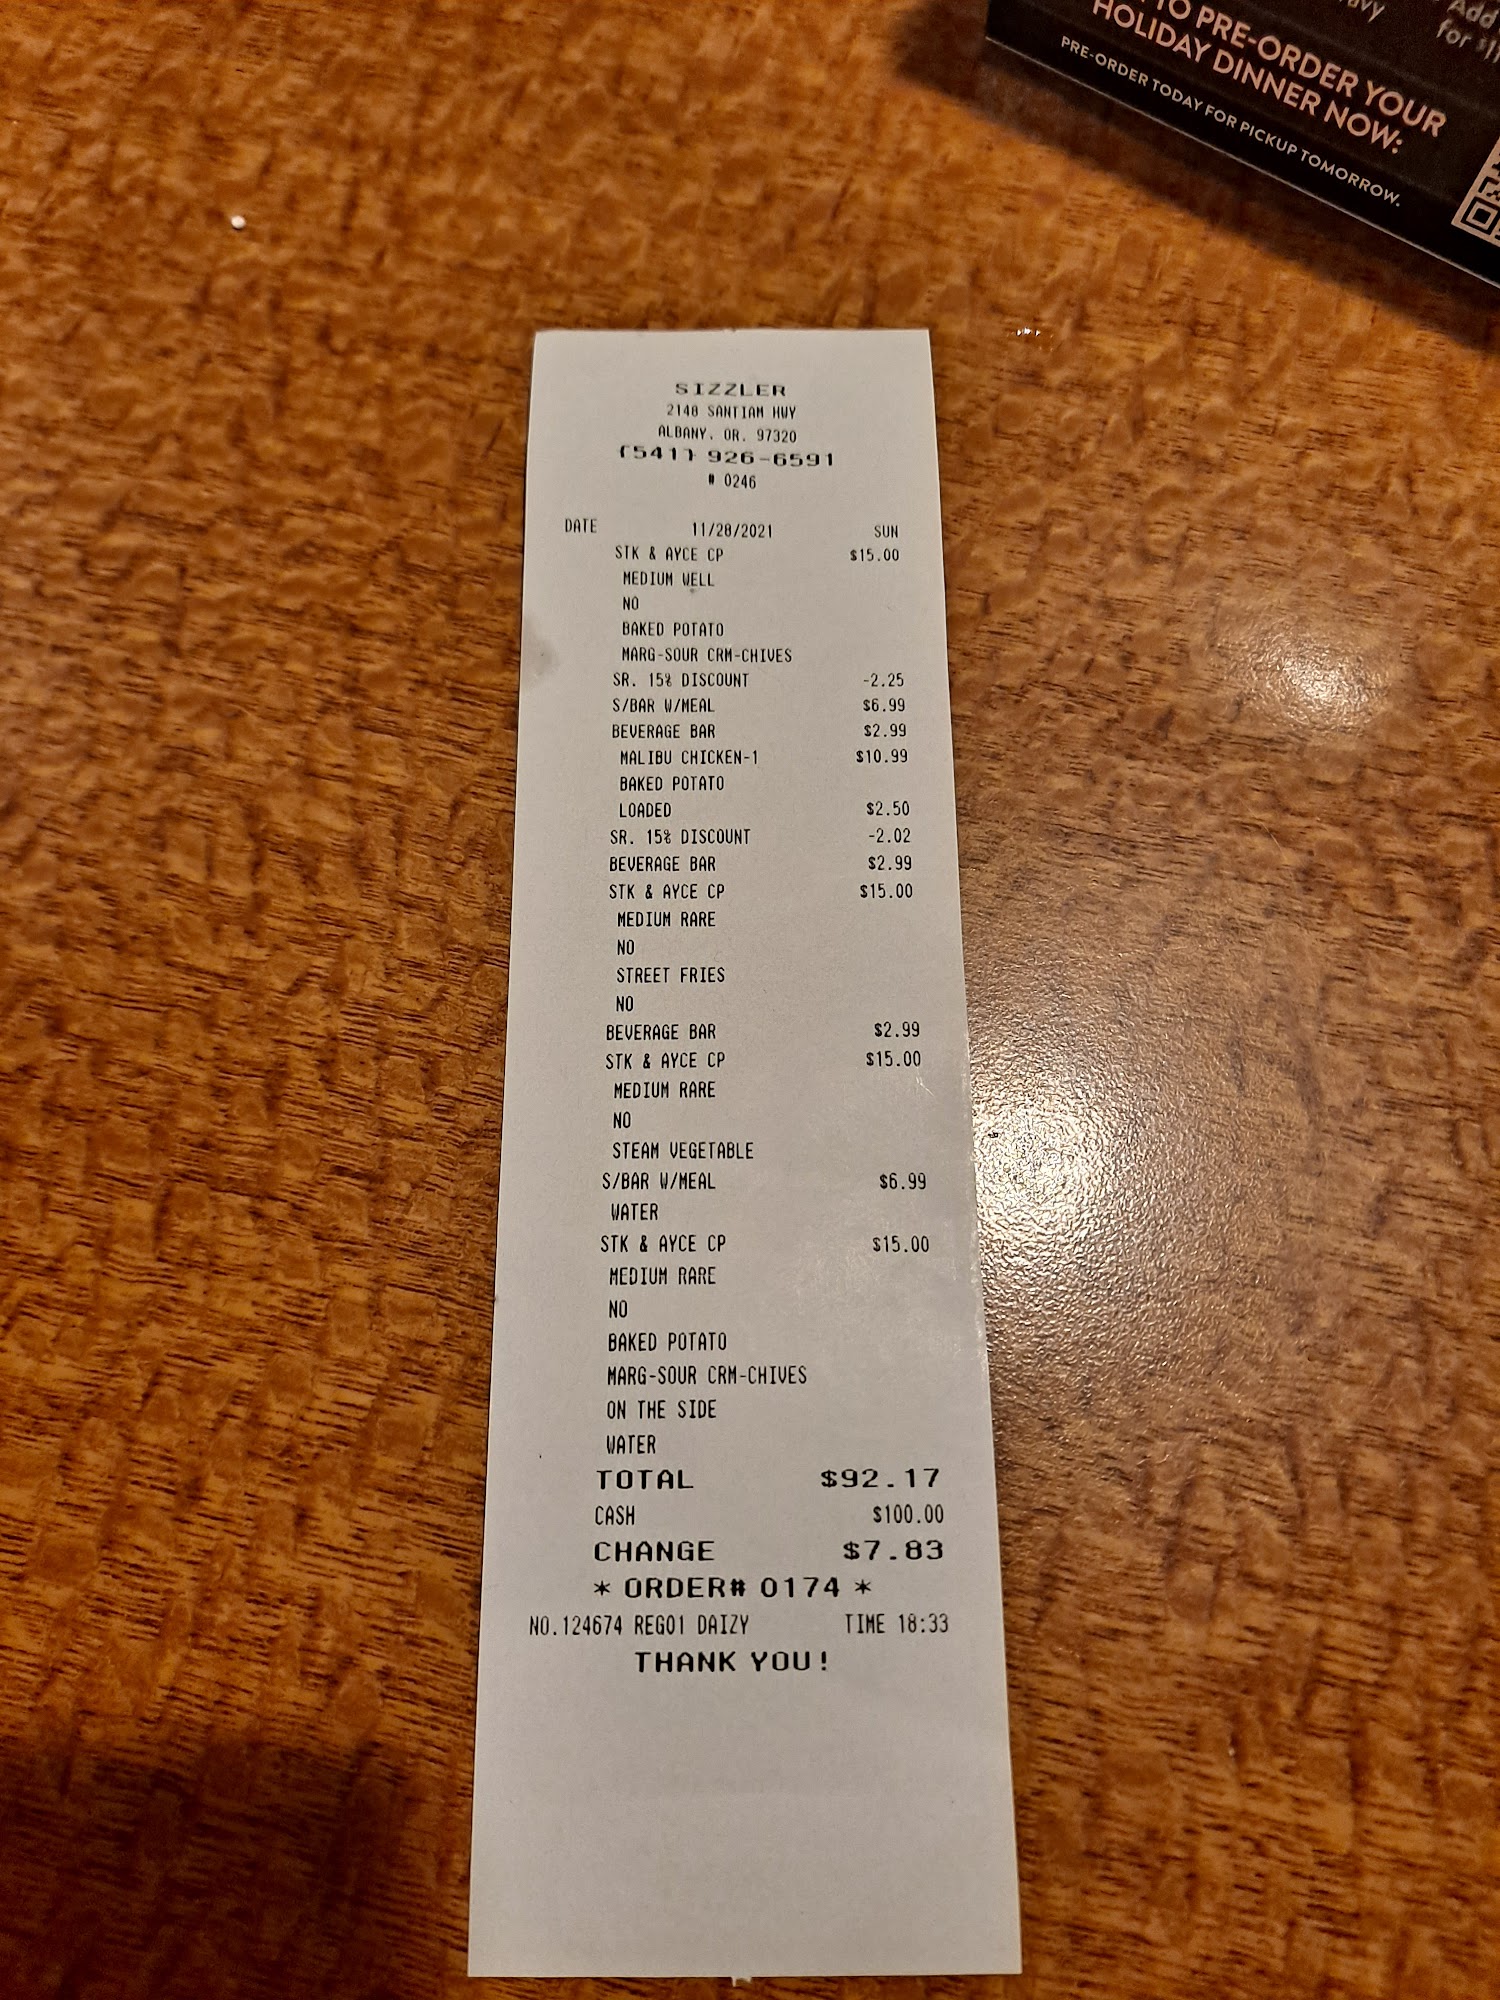 avy
Add
for $11
TO PRE-ORDER YOUR
HOLIDAY DINNER NOW:
PRE-ORDER TODAY FOR PICKUP TOMORROW.
SIZZLER
2148 SANTIAM HWY
ALBANY. OR. 97320
(541) 926-6591
# 0246
DATE 11/28/2021 SUN
STK & AYCE CP $15.00
MEDIUM WELL
NO
BAKED POTATO
MARG-SOUR CRM-CHIVES
SR. 15% DISCOUNT -2.25
S/BAR W/MEAL $6.99
BEVERAGE BAR $2.99
MALIBU CHICKEN-1 $10.99
BAKED POTATO
LOADED $2.50
SR. 15% DISCOUNT -2.02
BEVERAGE BAR $2.99
STK & AYCE CP $15.00
MEDIUM RARE
NO
STREET FRIES
NO
BEVERAGE BAR $2.99
STK & AYCE CP $15.00
MEDIUM RARE
NO
STEAM VEGETABLE
S/BAR W/MEAL $6.99
WATER
STK & AYCE CP $15.00
MEDIUM RARE
NO
BAKED POTATO
MARG-SOUR CRM-CHIVES
ON THE SIDE
WATER
TOTAL $92.17
CASH $100.00
CHANGE $7.83
* ORDER# 0174 *
NO.124674 REG01 DAIZY TIME 18:33
THANK YOU!